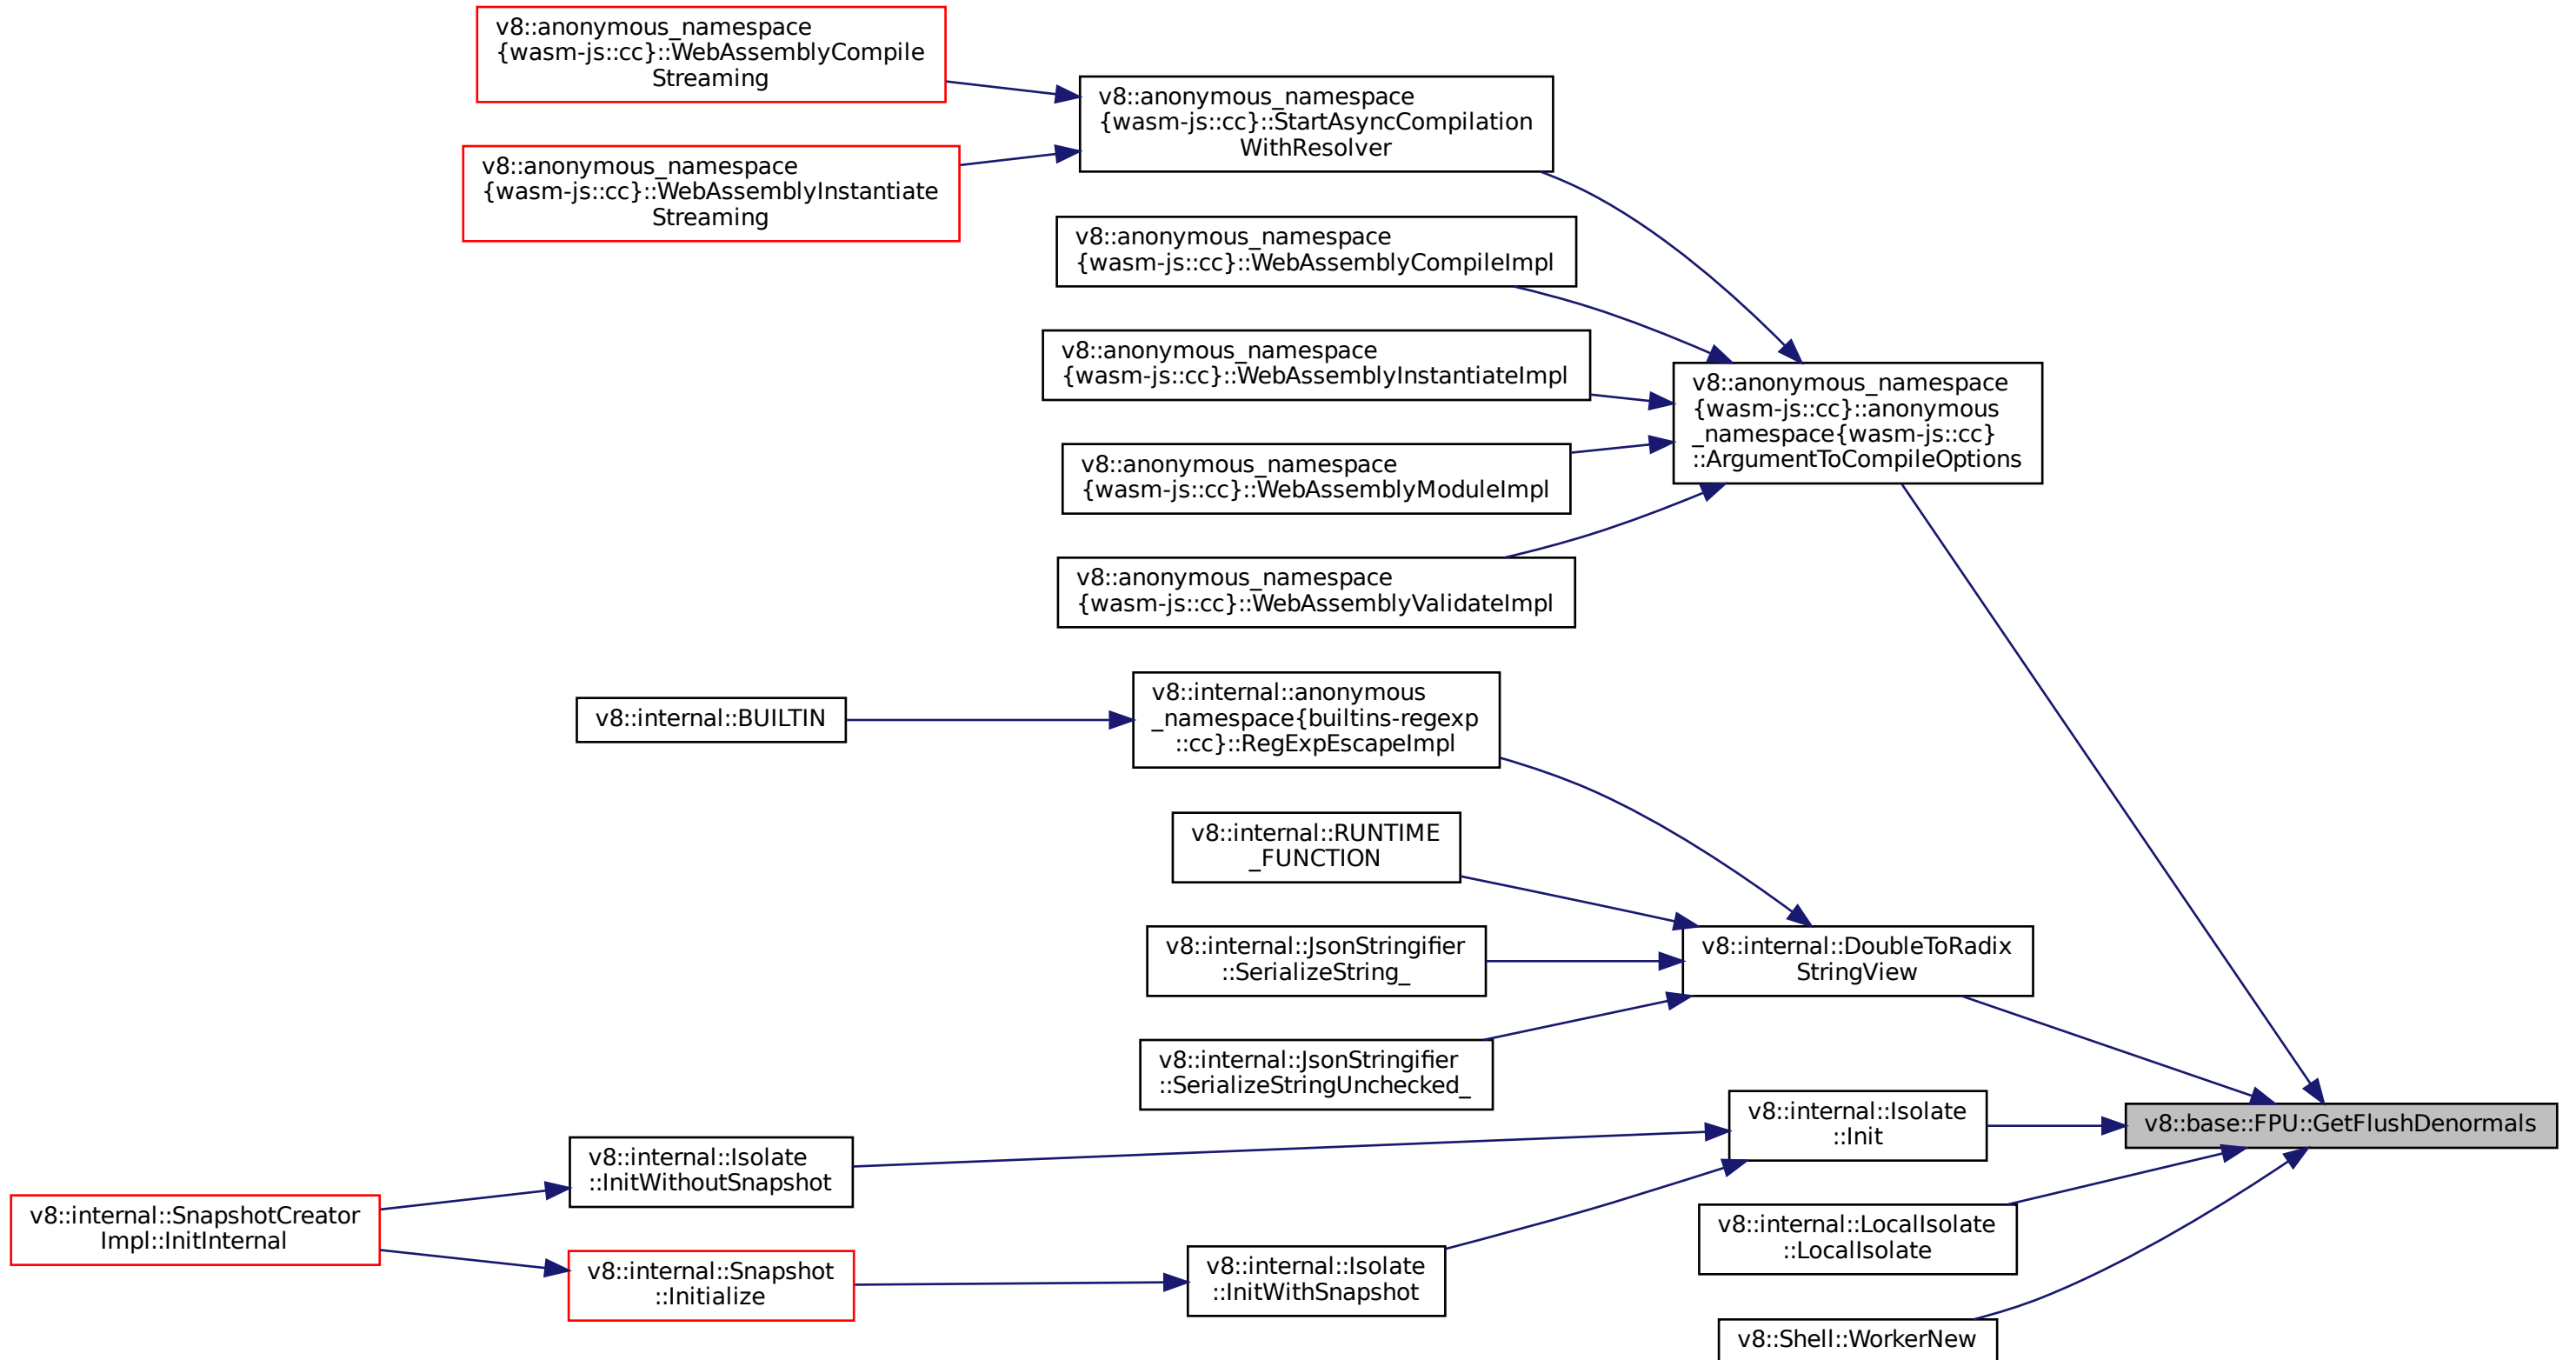 v8::anonymous_namespace
{wasm-js::cc}::WebAssemblyCompile
Streaming
v8::anonymous_namespace
{wasm-js::cc}::WebAssemblyInstantiate
Streaming
v8::anonymous_namespace
{wasm-js::cc}::StartAsyncCompilation
WithResolver
v8::anonymous_namespace
{wasm-js::cc}::WebAssemblyCompileImpl
v8::anonymous_namespace
{wasm-js::cc}::WebAssemblyInstantiateImpl
v8::anonymous_namespace
{wasm-js::cc}::WebAssemblyModuleImpl
v8::anonymous_namespace
{wasm-js::cc}::WebAssemblyValidateImpl
v8::anonymous_namespace
{wasm-js::cc}::anonymous
_namespace{wasm-js::cc}
::ArgumentToCompileOptions
v8::internal::BUILTIN
v8::internal::anonymous
_namespace{builtins-regexp
::cc}::RegExpEscapeImpl
v8::internal::RUNTIME
_FUNCTION
v8::internal::JsonStringifier
::SerializeString_
v8::internal::JsonStringifier
::SerializeStringUnchecked_
v8::internal::DoubleToRadix
StringView
v8::internal::Isolate
::Init
v8::base::FPU::GetFlushDenormals
v8::internal::Isolate
::InitWithoutSnapshot
v8::internal::SnapshotCreator
Impl::InitInternal
v8::internal::Snapshot
::Initialize
v8::internal::Isolate
::InitWithSnapshot
v8::internal::LocalIsolate
::LocalIsolate
v8::Shell::WorkerNew